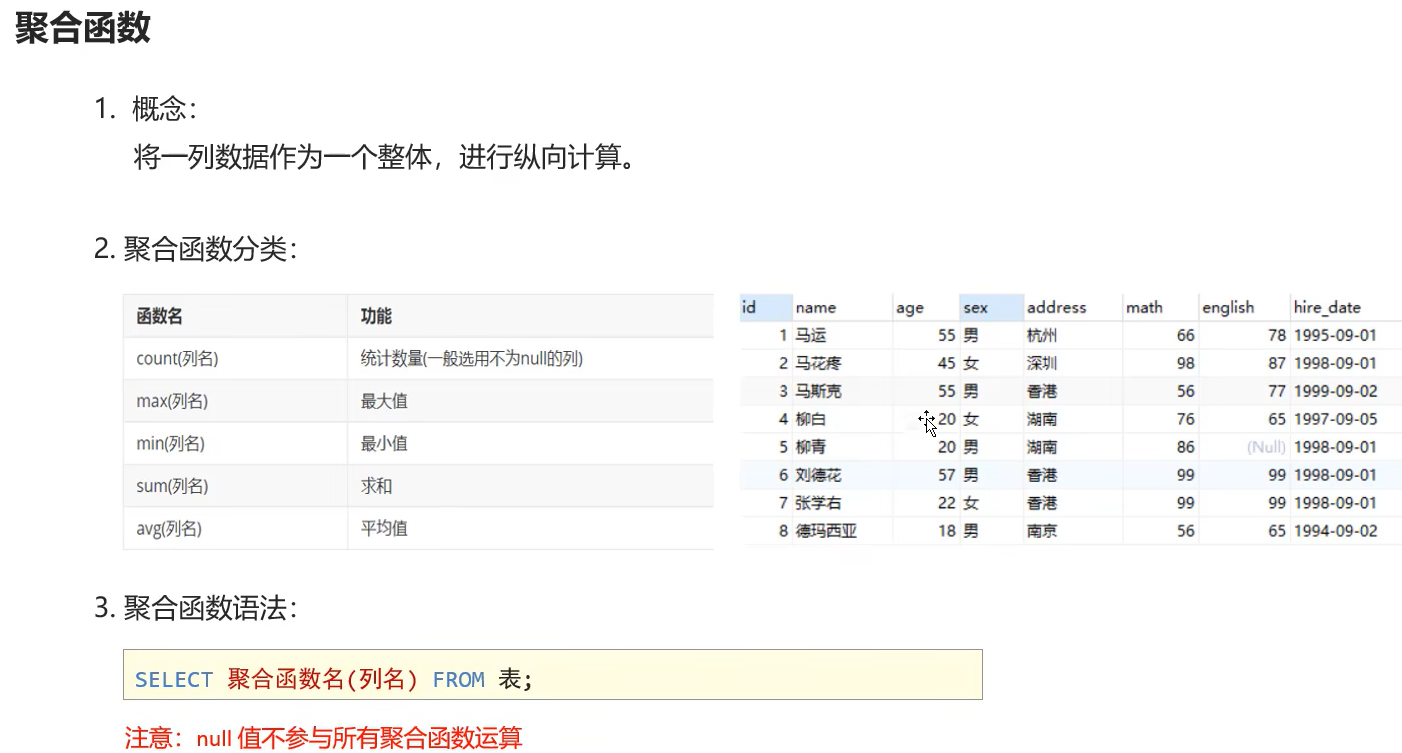 聚合函数
1. 概念：
将一列数据作为一个整体，进行纵向计算。
2. 聚合函数分类：
函数名 功能
count(列名) 统计数量(一般选用不为null的列)
max(列名) 最大值
min(列名) 最小值
sum(列名) 求和
avg(列名) 平均值
id name age sex address math english hire_date
1 马运 55 男 杭州 66 78 1995-09-01
2 马花疼 45 女 深圳 98 87 1998-09-01
3 马斯克 55 男 香港 56 77 1999-09-02
4 柳白 20 女 湖南 76 65 1997-09-05
5 柳青 20 男 湖南 86 (Null) 1998-09-01
6 刘德花 57 男 香港 99 99 1998-09-01
7 张学右 22 女 香港 99 99 1998-09-01
8 德玛西亚 18 男 南京 56 65 1994-09-02
3. 聚合函数语法：
SELECT 聚合函数名(列名) FROM 表;
注意：null 值不参与所有聚合函数运算